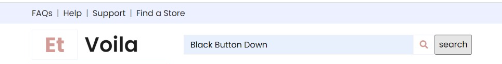 FAQs | Help | Support | Find a Store
Et Voila
Black Button Down
search